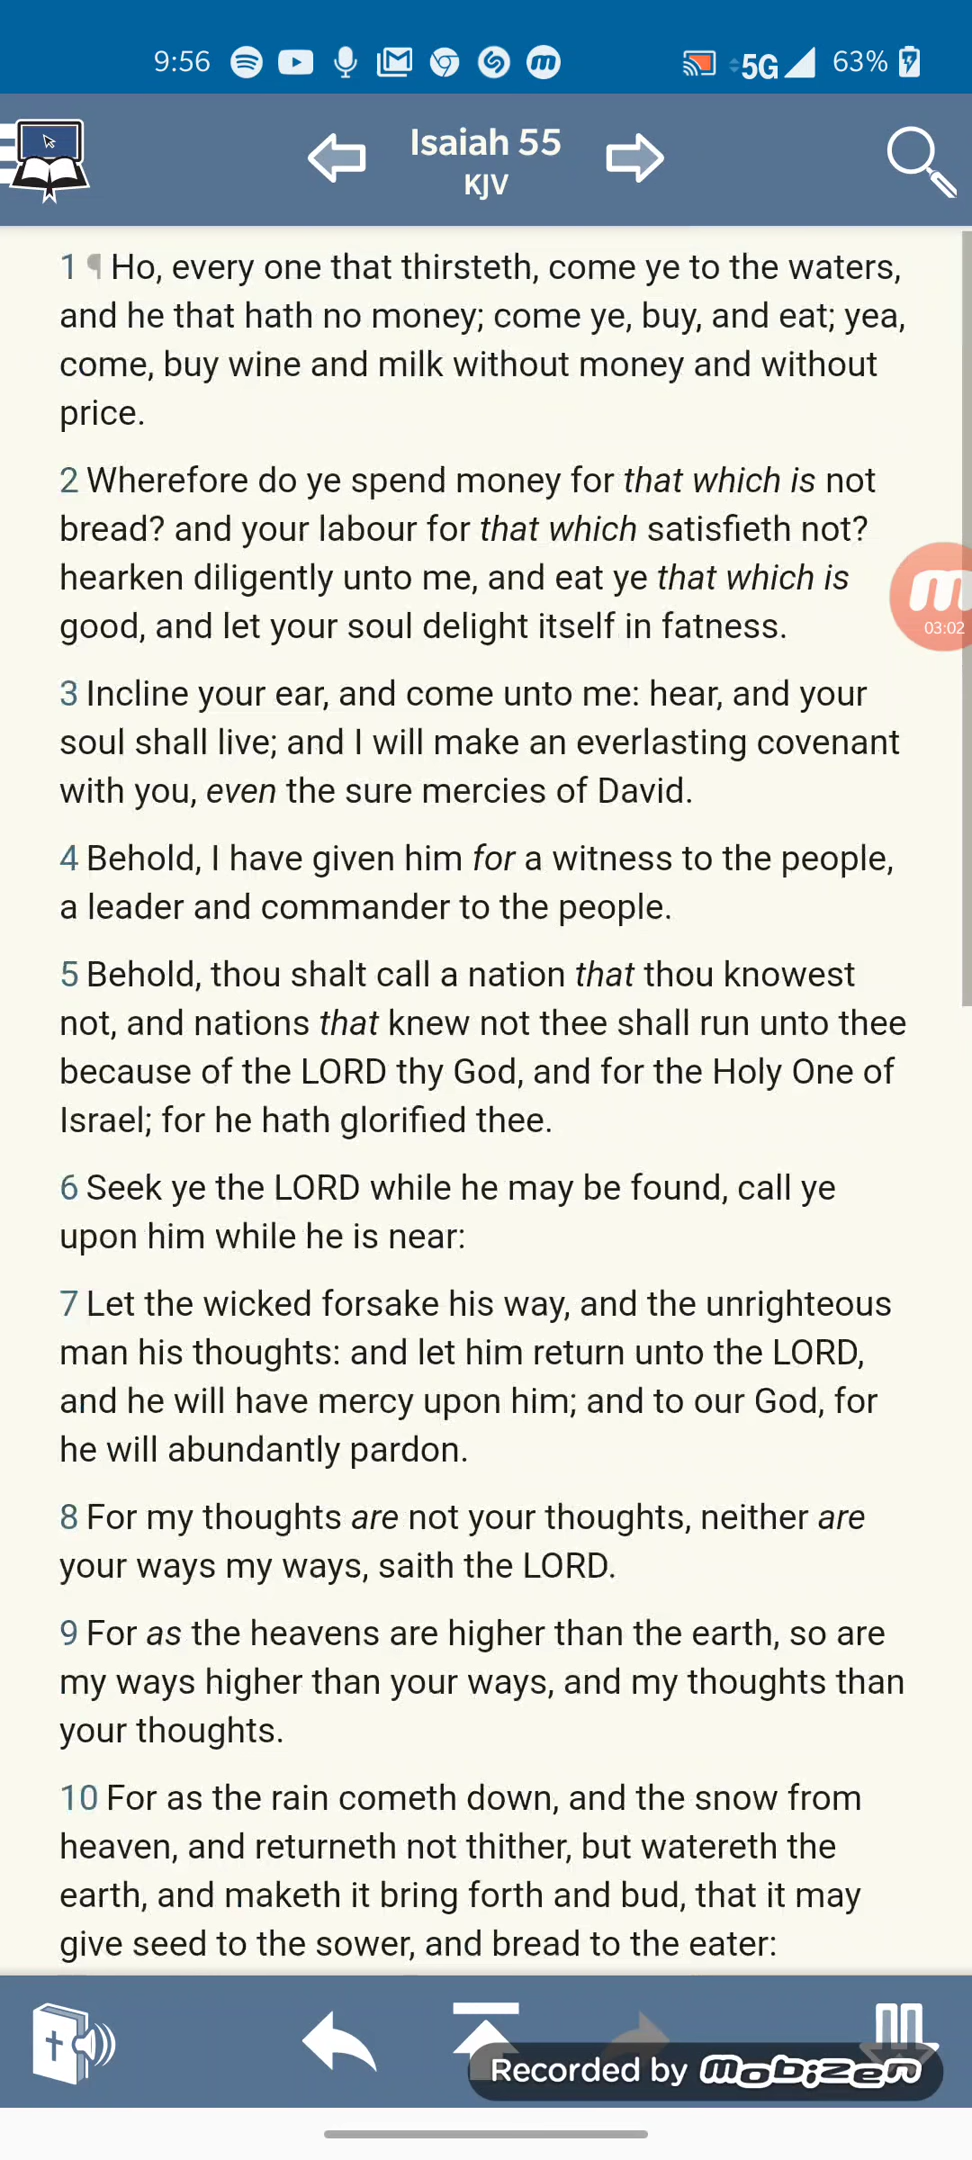 9:56 5G 63%
Isaiah 55
KJV
1 ¶ Ho, every one that thirsteth, come ye to the waters,
and he that hath no money; come ye, buy, and eat; yea,
come, buy wine and milk without money and without
price.
2 Wherefore do ye spend money for that which is not
bread? and your labour for that which satisfieth not?
hearken diligently unto me, and eat ye that which is
good, and let your soul delight itself in fatness.
03:02
3 Incline your ear, and come unto me: hear, and your
soul shall live; and I will make an everlasting covenant
with you, even the sure mercies of David.
4 Behold, I have given him for a witness to the people,
a leader and commander to the people.
5 Behold, thou shalt call a nation that thou knowest
not, and nations that knew not thee shall run unto thee
because of the LORD thy God, and for the Holy One of
Israel; for he hath glorified thee.
6 Seek ye the LORD while he may be found, call ye
upon him while he is near:
7 Let the wicked forsake his way, and the unrighteous
man his thoughts: and let him return unto the LORD,
and he will have mercy upon him; and to our God, for
he will abundantly pardon.
8 For my thoughts are not your thoughts, neither are
your ways my ways, saith the LORD.
9 For as the heavens are higher than the earth, so are
my ways higher than your ways, and my thoughts than
your thoughts.
10 For as the rain cometh down, and the snow from
heaven, and returneth not thither, but watereth the
earth, and maketh it bring forth and bud, that it may
give seed to the sower, and bread to the eater:
Recorded by mobizen